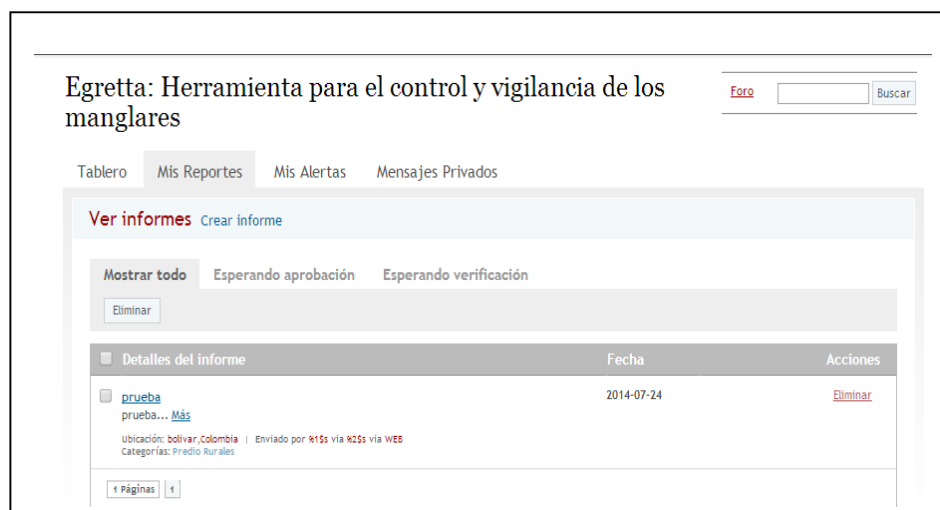 Egretta: Herramienta para el control y vigilancia de los
manglares
Foro Buscar
Tablero Mis Reportes Mis Alertas Mensajes Privados
Ver informes Crear informe
Mostrar todo Esperando aprobación Esperando verificación
Eliminar
Detalles del informe Fecha Acciones
prueba 2014-07-24 Eliminar
prueba... Más
Ubicación: bolivar,Colombia | Enviado por %1$s via %2$s via WEB
Categorías: Predio Rurales
1 Páginas 1